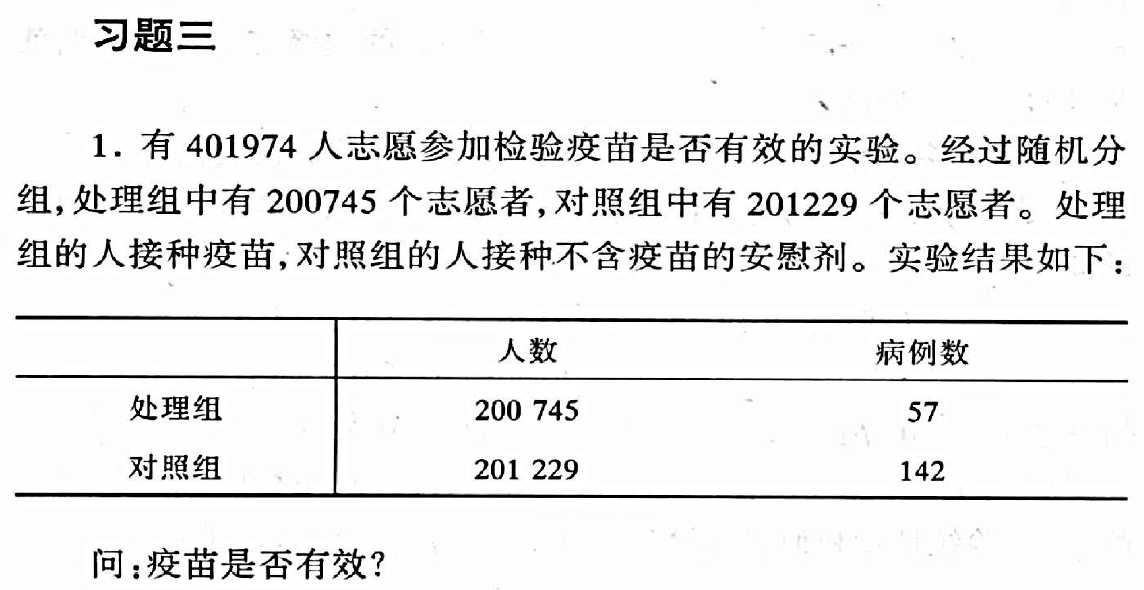 习题三
1. 有 401974 人志愿参加检验疫苗是否有效的实验。经过随机分
组,处理组中有 200745 个志愿者,对照组中有 201229 个志愿者。处理
组的人接种疫苗,对照组的人接种不含疫苗的安慰剂。实验结果如下:
人数 病例数
处理组 200 745 57
对照组 201 229 142
问:疫苗是否有效?